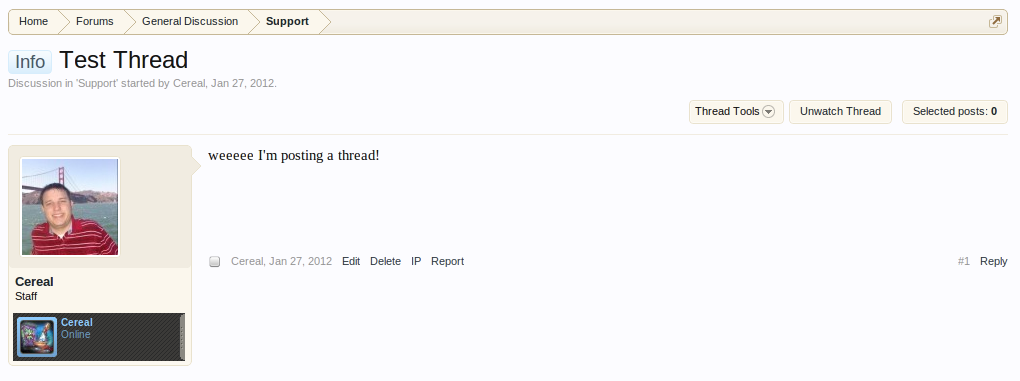 Home Forums General Discussion Support
Info Test Thread
Discussion in 'Support' started by Cereal, Jan 27, 2012.
Thread Tools Unwatch Thread Selected posts: 0
weeeee I'm posting a thread!
Cereal, Jan 27, 2012 Edit Delete IP Report #1 Reply
Cereal
Staff
Cereal
Online